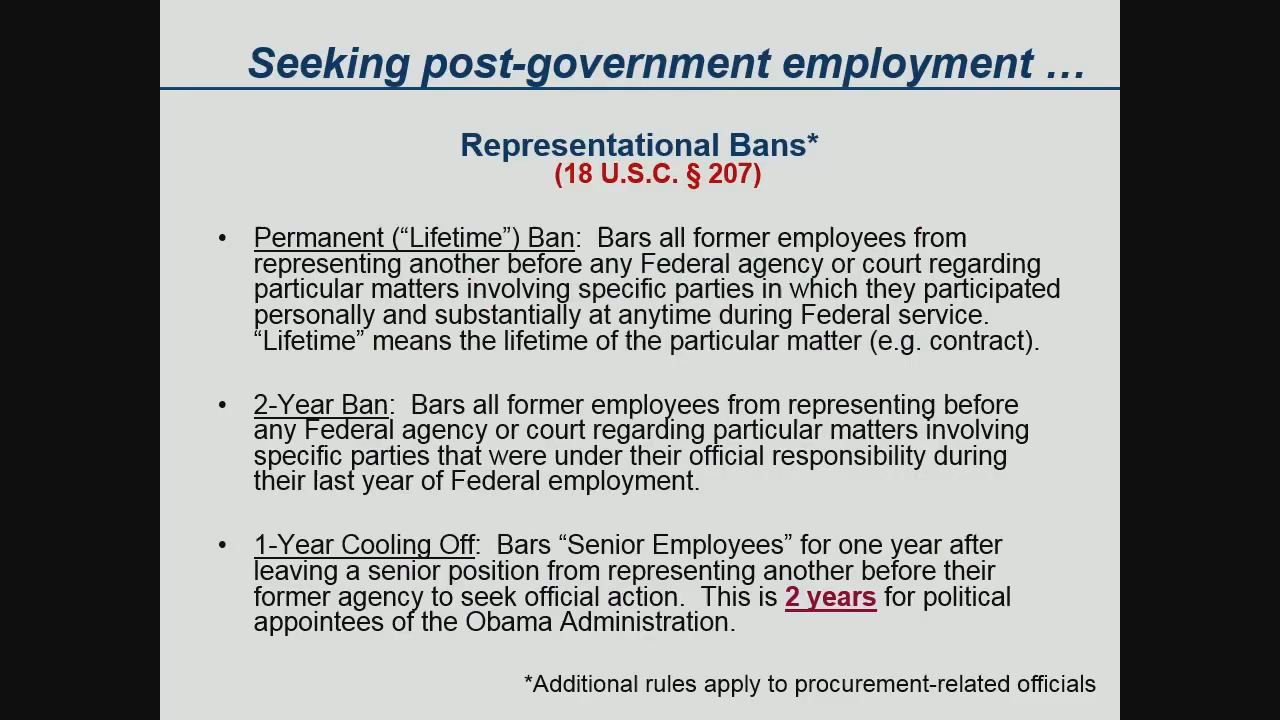 Seeking post-government employment …
Representational Bans*
(18 U.S.C. § 207)
• Permanent (“Lifetime”) Ban:  Bars all former employees from
representing another before any Federal agency or court regarding
particular matters involving specific parties in which they participated
personally and substantially at anytime during Federal service.
“Lifetime” means the lifetime of the particular matter (e.g. contract).
• 2-Year Ban:  Bars all former employees from representing before
any Federal agency or court regarding particular matters involving
specific parties that were under their official responsibility during
their last year of Federal employment.
• 1-Year Cooling Off:  Bars “Senior Employees” for one year after
leaving a senior position from representing another before their
former agency to seek official action.  This is 2 years for political
appointees of the Obama Administration.
*Additional rules apply to procurement-related officials